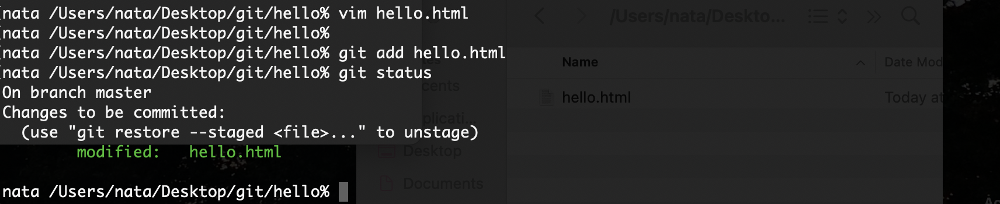 nata /Users/nata/Desktop/git/hello% vim hello.html
nata /Users/nata/Desktop/git/hello%
nata /Users/nata/Desktop/git/hello% git add hello.html
nata /Users/nata/Desktop/git/hello% git status
On branch master
Changes to be committed:
  (use "git restore --staged <file>..." to unstage)
        modified:   hello.html
nata /Users/nata/Desktop/git/hello%
/Users/nata/Deskto...
Name
Date Mod
hello.html
Today at
Desktop
Documents